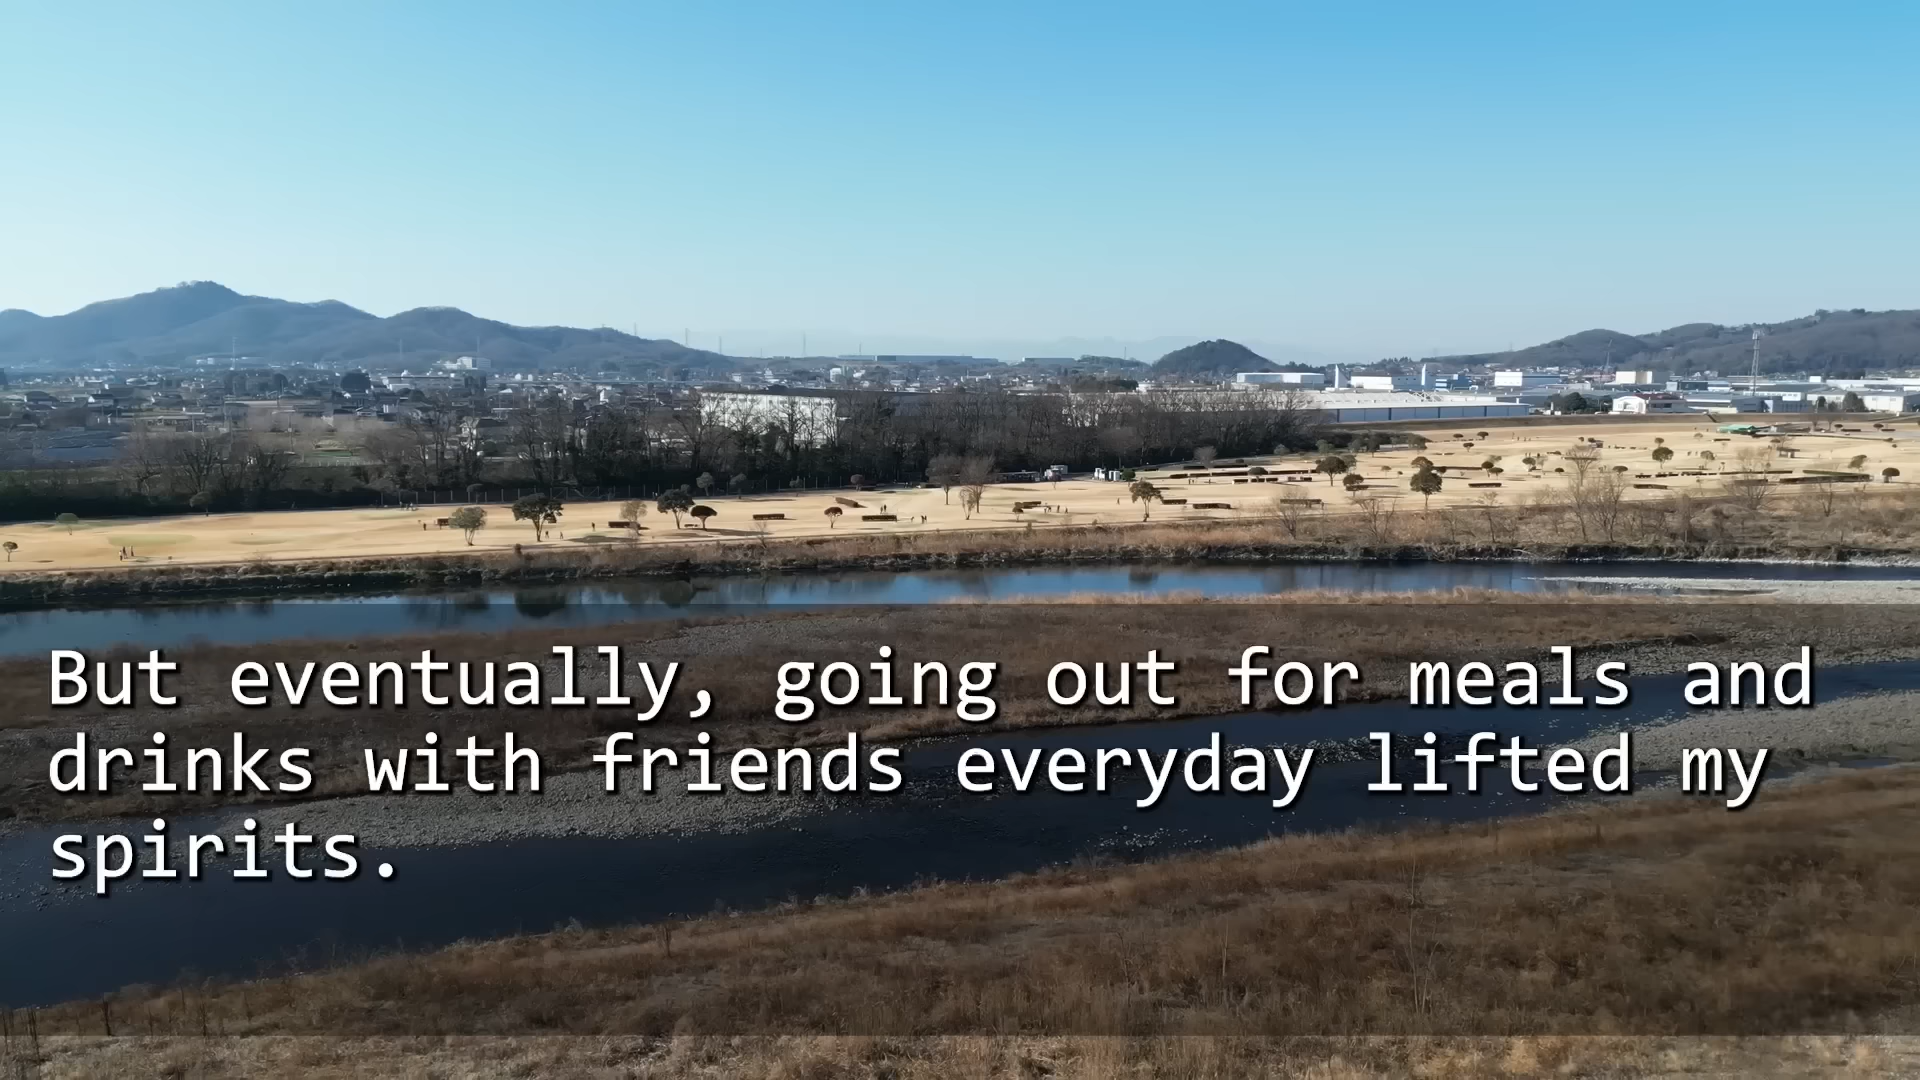 But eventually, going out for meals and
drinks with friends everyday lifted my
spirits.